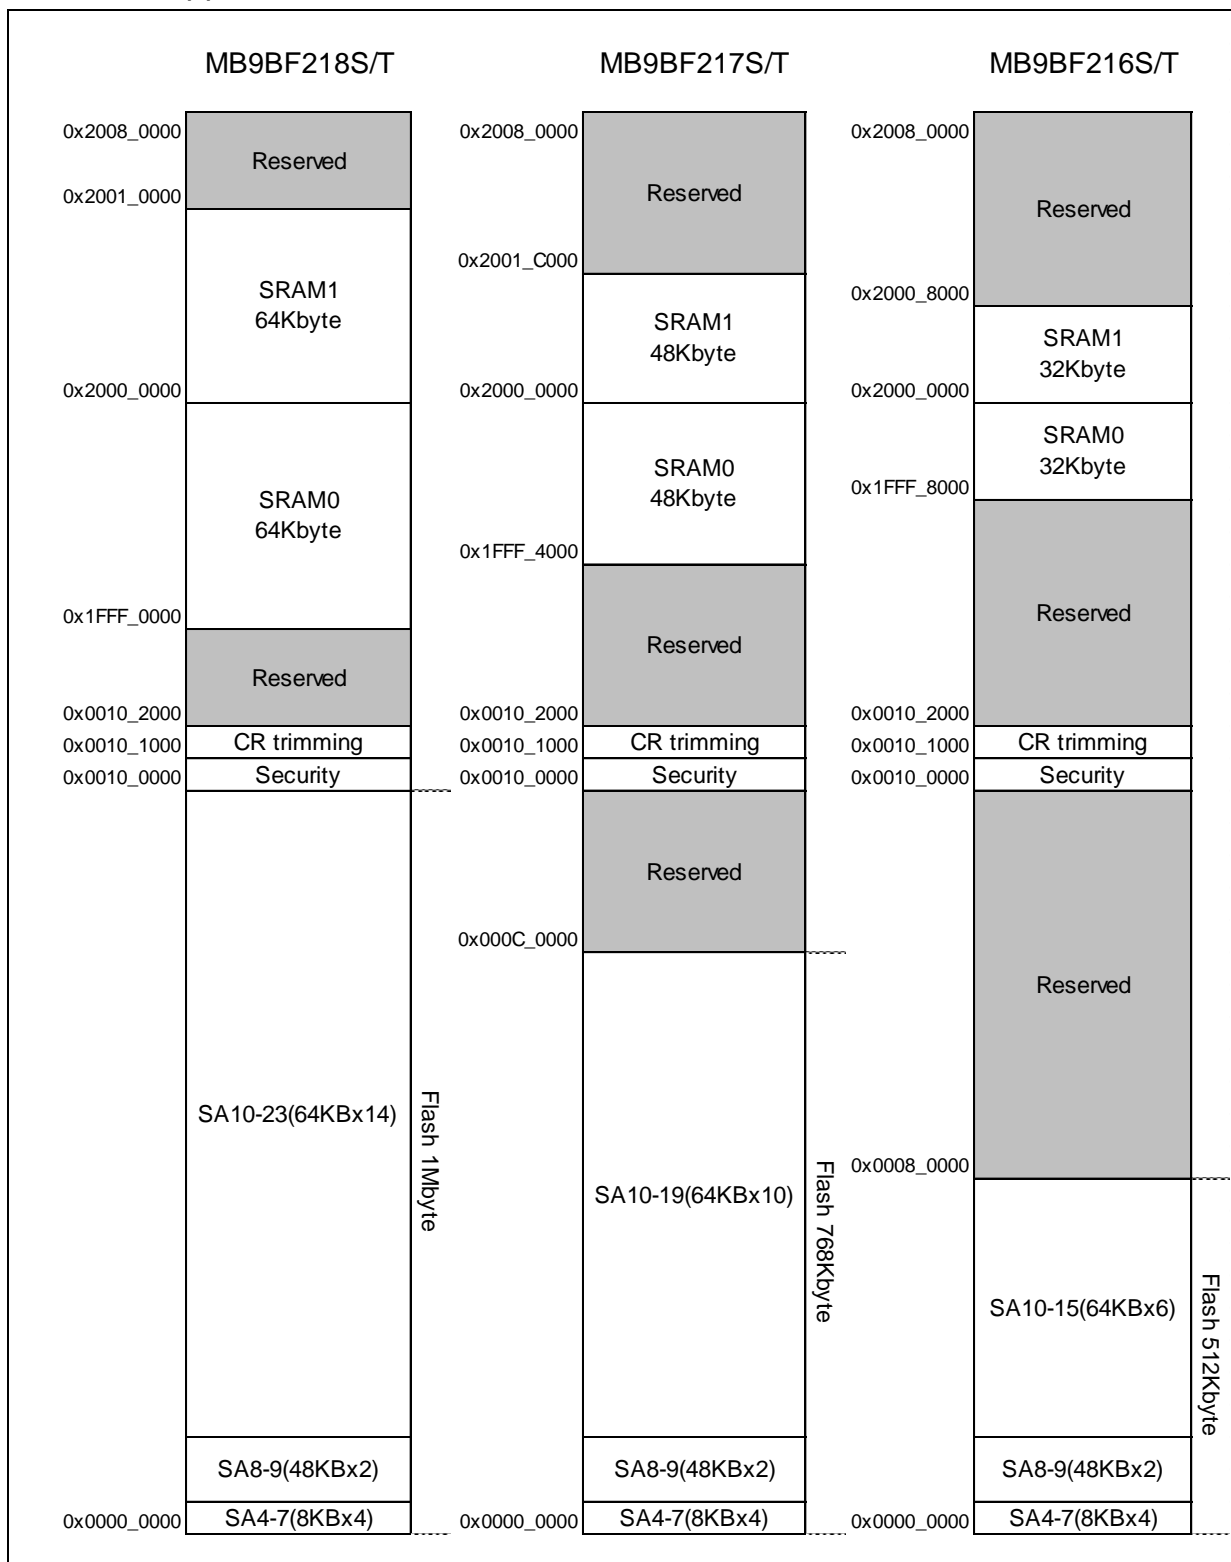 MB9BF218S/T
0x2008_0000
Reserved
0x2001_0000
SRAM1
64Kbyte
0x2000_0000
SRAM0
64Kbyte
0x1FFF_0000
Reserved
0x0010_2000
CR trimming
0x0010_1000
Security
0x0010_0000
SA10-23(64KBx14)
Flash 1Mbyte
SA8-9(48KBx2)
SA4-7(8KBx4)
0x0000_0000
MB9BF217S/T
0x2008_0000
Reserved
0x2001_C000
SRAM1
48Kbyte
0x2000_0000
SRAM0
48Kbyte
0x1FFF_4000
Reserved
0x0010_2000
CR trimming
0x0010_1000
Security
0x0010_0000
Reserved
0x000C_0000
SA10-19(64KBx10)
Flash 768Kbyte
SA8-9(48KBx2)
SA4-7(8KBx4)
0x0000_0000
MB9BF216S/T
0x2008_0000
Reserved
0x2000_8000
SRAM1
32Kbyte
0x2000_0000
SRAM0
32Kbyte
0x1FFF_8000
Reserved
0x0010_2000
CR trimming
0x0010_1000
Security
0x0010_0000
Reserved
0x0008_0000
SA10-15(64KBx6)
Flash 512Kbyte
SA8-9(48KBx2)
SA4-7(8KBx4)
0x0000_0000